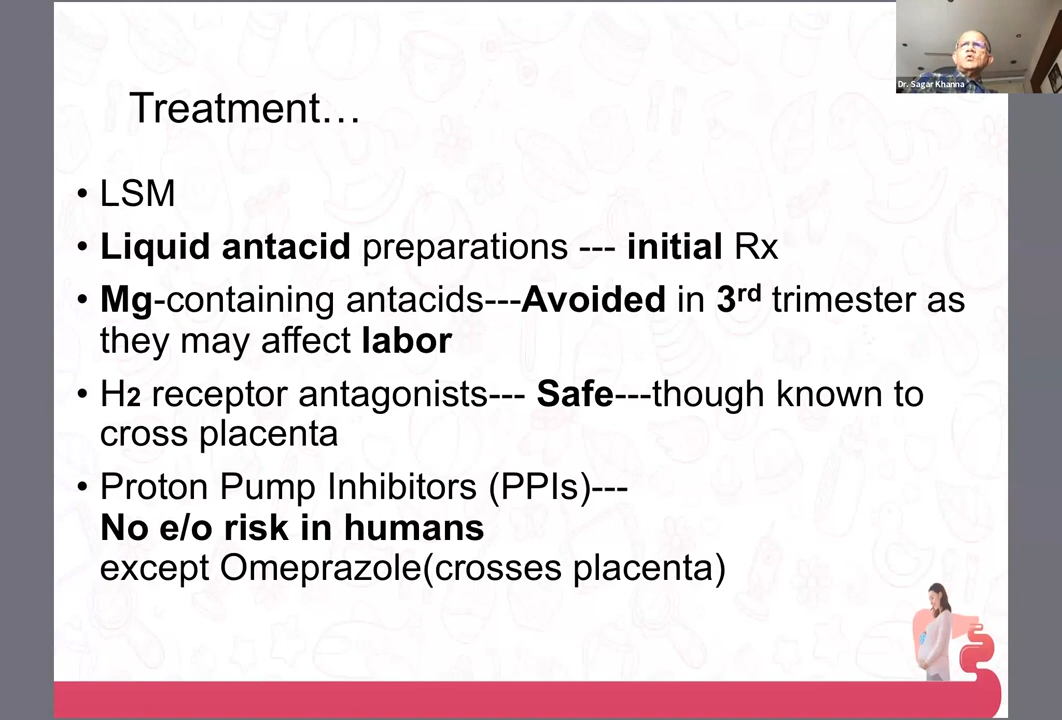 Dr. Sagar Khanna
Treatment…
• LSM
• Liquid antacid preparations --- initial Rx
• Mg-containing antacids---Avoided in 3rd trimester as
they may affect labor
• H2 receptor antagonists--- Safe---though known to
cross placenta
• Proton Pump Inhibitors (PPIs)---
No e/o risk in humans
except Omeprazole(crosses placenta)